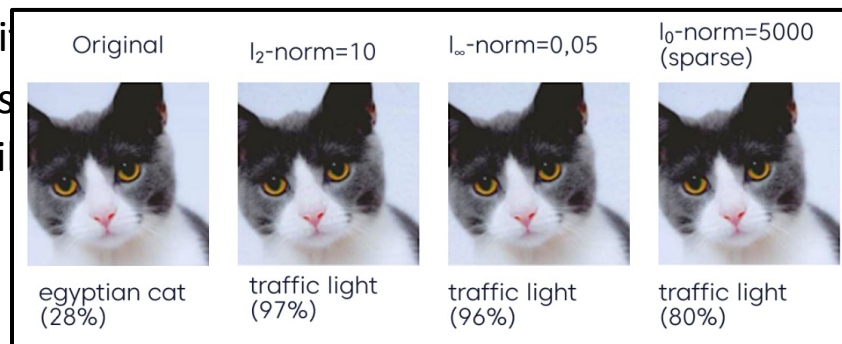 Original
l₂-norm=10
l∞-norm=0,05
l₀-norm=5000
(sparse)
egyptian cat
(28%)
traffic light
(97%)
traffic light
(96%)
traffic light
(80%)